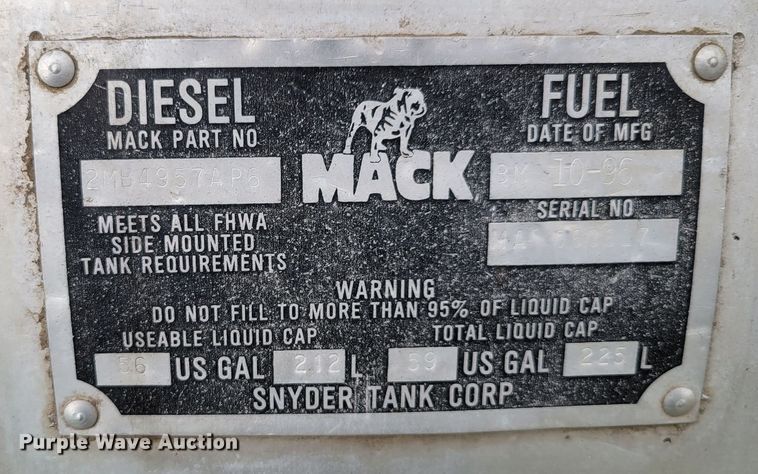 DIESEL
FUEL
MACK PART NO
DATE OF MFG
2MB4957AP6
10-96
MACK
MEETS ALL FHWA
SIDE MOUNTED
TANK REQUIREMENTS
SERIAL NO
WARNING
DO NOT FILL TO MORE THAN 95% OF LIQUID CAP
USEABLE LIQUID CAP
TOTAL LIQUID CAP
56 US GAL 212 L 59 US GAL 225 L
SNYDER TANK CORP
Purple Wave Auction